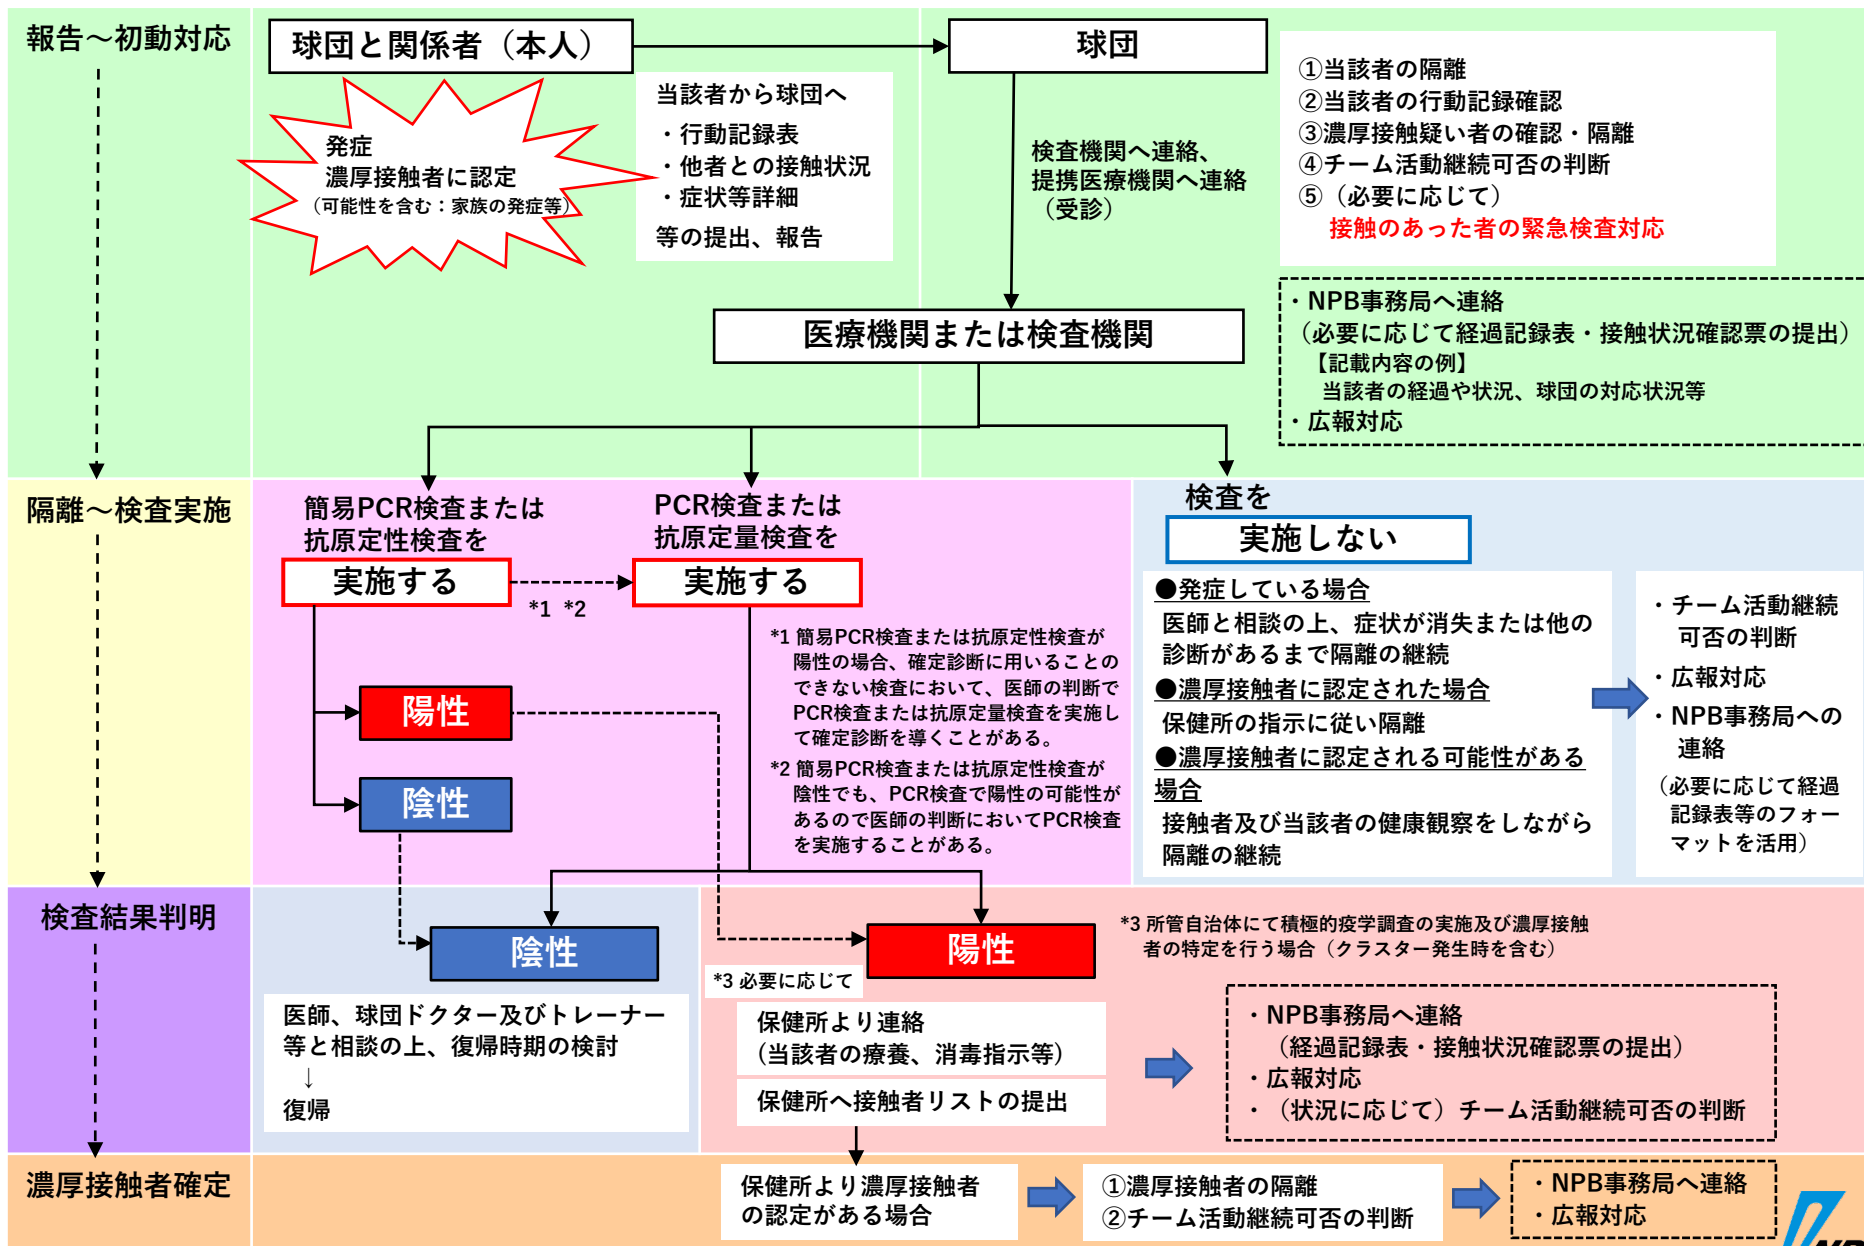 報告～初動対応
球団と関係者（本人）
球団
発症
濃厚接触者に認定
（可能性を含む：家族の発症等）
当該者から球団へ
・行動記録表
・他者との接触状況
・症状等詳細
等の提出、報告
検査機関へ連絡、
提携医療機関へ連絡
（受診）
①当該者の隔離
②当該者の行動記録確認
③濃厚接触疑い者の確認・隔離
④チーム活動継続可否の判断
⑤（必要に応じて）
接触のあった者の緊急検査対応
・NPB事務局へ連絡
（必要に応じて経過記録表・接触状況確認票の提出）
【記載内容の例】
当該者の経過や状況、球団の対応状況等
・広報対応
医療機関または検査機関
隔離～検査実施
簡易PCR検査または
抗原定性検査を
実施する
*1 *2
PCR検査または
抗原定量検査を
実施する
陽性
陰性
*1 簡易PCR検査または抗原定性検査が
陽性の場合、確定診断に用いることの
できない検査において、医師の判断で
PCR検査または抗原定量検査を実施し
て確定診断を導くことがある。
*2 簡易PCR検査または抗原定性検査が
陰性でも、PCR検査で陽性の可能性が
あるので医師の判断においてPCR検査
を実施することがある。
検査を
実施しない
●発症している場合
医師と相談の上、症状が消失または他の
診断があるまで隔離の継続
●濃厚接触者に認定された場合
保健所の指示に従い隔離
●濃厚接触者に認定される可能性がある
場合
接触者及び当該者の健康観察をしながら
隔離の継続
・チーム活動継続
可否の判断
・広報対応
・NPB事務局への
連絡
（必要に応じて経過
記録表等のフォー
マットを活用）
検査結果判明
陰性
医師、球団ドクター及びトレーナー
等と相談の上、復帰時期の検討
↓
復帰
陽性
*3 所管自治体にて積極的疫学調査の実施及び濃厚接触
者の特定を行う場合（クラスター発生時を含む）
*3 必要に応じて
保健所より連絡
（当該者の療養、消毒指示等）
保健所へ接触者リストの提出
・NPB事務局へ連絡
（経過記録表・接触状況確認票の提出）
・広報対応
・（状況に応じて）チーム活動継続可否の判断
濃厚接触者確定
保健所より濃厚接触者
の認定がある場合
①濃厚接触者の隔離
②チーム活動継続可否の判断
・NPB事務局へ連絡
・広報対応